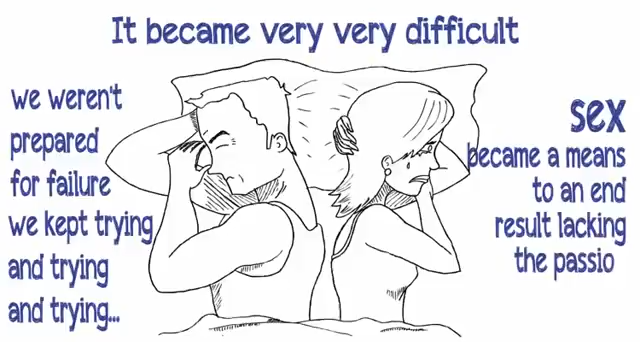 It became very very difficult
we weren't
prepared
for failure
we kept trying
and trying
and trying...
sex
became a means
to an end
result lacking
the passio